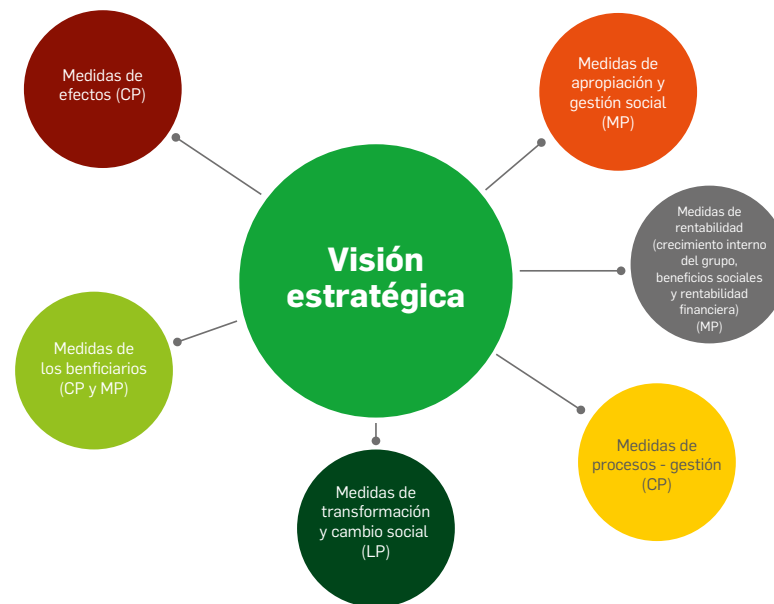 Medidas de
efectos (CP)
Medidas de
apropiación y
gestión social
(MP)
Visión
estratégica
Medidas de
rentabilidad
(crecimiento interno
del grupo,
beneficios sociales
y rentabilidad
financiera)
(MP)
Medidas de
los benficiarios
(CP y MP)
Medidas de
procesos - gestión
(CP)
Medidas de
transformación
y cambio social
(LP)